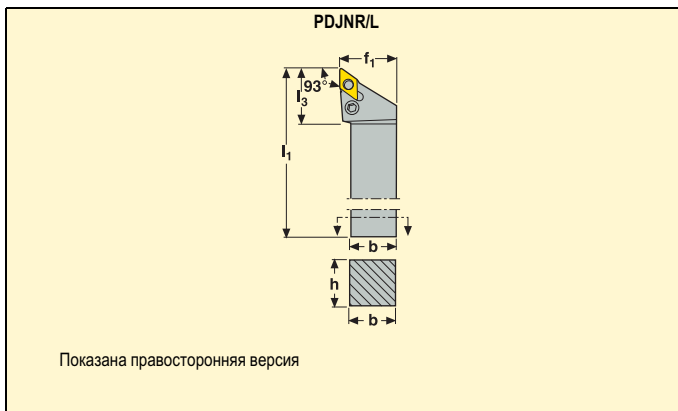 PDJNR/L
f1
93°
l3
l1
b
h
b
Показана правосторонняя версия